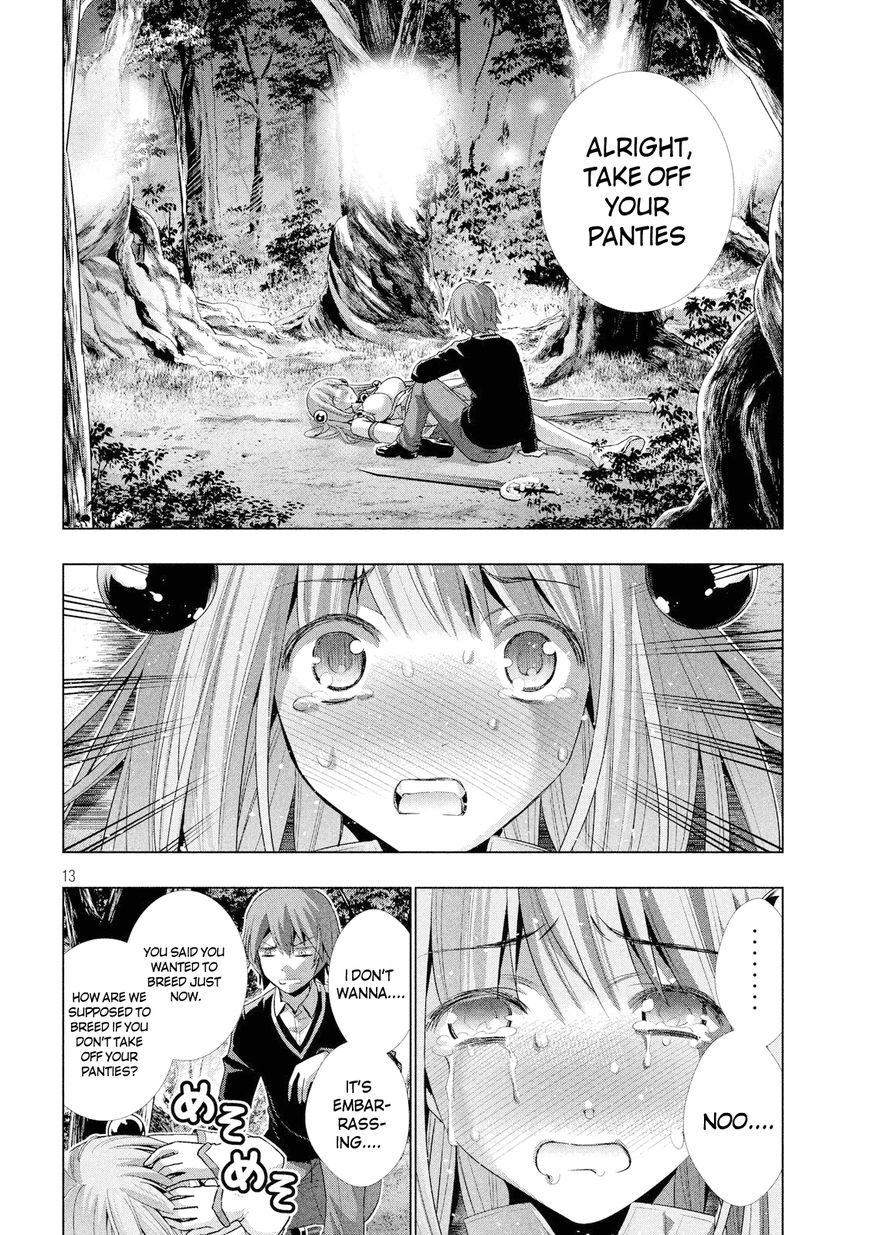 ALRIGHT,
TAKE OFF
YOUR
PANTIES
13
. . . . . . . .
NOO....
I DON'T
WANNA....
IT'S
EMBAR-
RASS-
ING....
YOU SAID YOU
WANTED TO
BREED JUST
NOW.
HOW ARE WE
SUPPOSED TO
BREED IF YOU
DON'T TAKE
OFF YOUR
PANTIES?
めそ
めそ